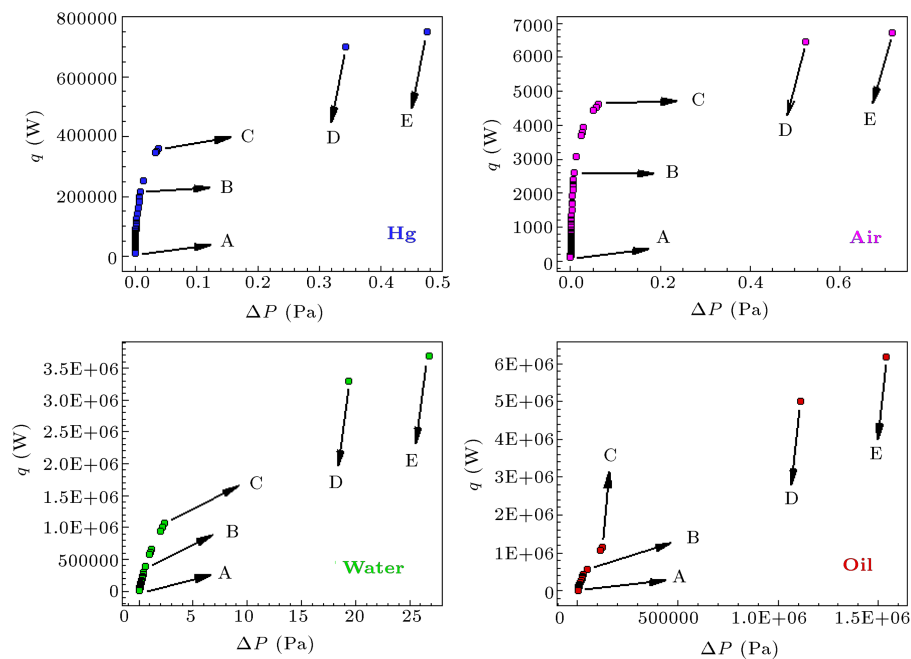 800000
600000
400000
200000
0
q (W)
C
B
A
D
E
Hg
0.0
0.1
0.2
0.3
0.4
0.5
ΔP (Pa)
7000
6000
5000
4000
3000
2000
1000
0
q (W)
C
B
A
D
E
Air
0.0
0.2
0.4
0.6
ΔP (Pa)
3.5E+06
3.0E+06
2.5E+06
2.0E+06
1.5E+06
1.0E+06
500000
0
q (W)
C
B
A
D
E
Water
0
5
10
15
20
25
ΔP (Pa)
6E+06
5E+06
4E+06
3E+06
2E+06
1E+06
0
q (W)
C
B
A
D
E
Oil
0
500000
1.0E+06
1.5E+06
ΔP (Pa)